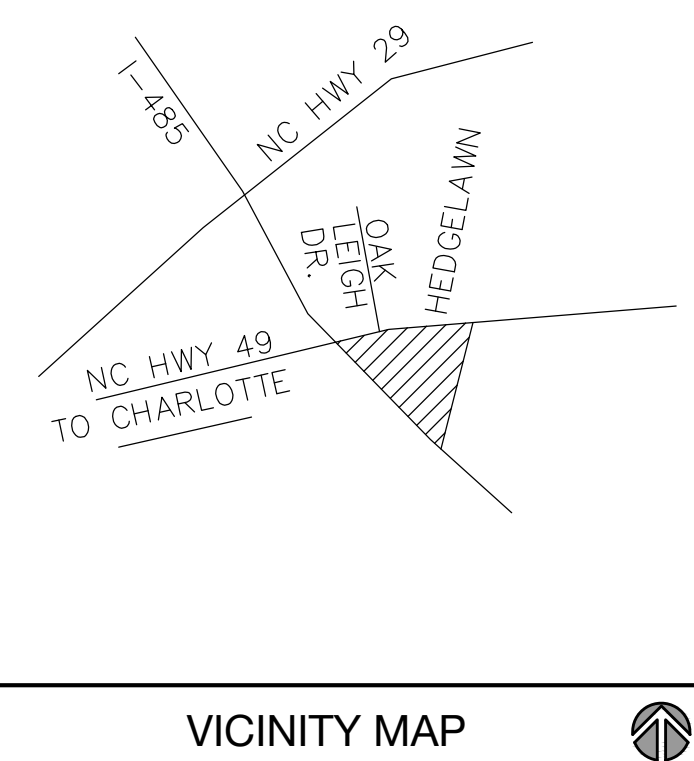 I-485
NC HWY 29
OAK
LEIGH
DR.
HEDGELAWN
NC HWY 49
TO CHARLOTTE
VICINITY MAP